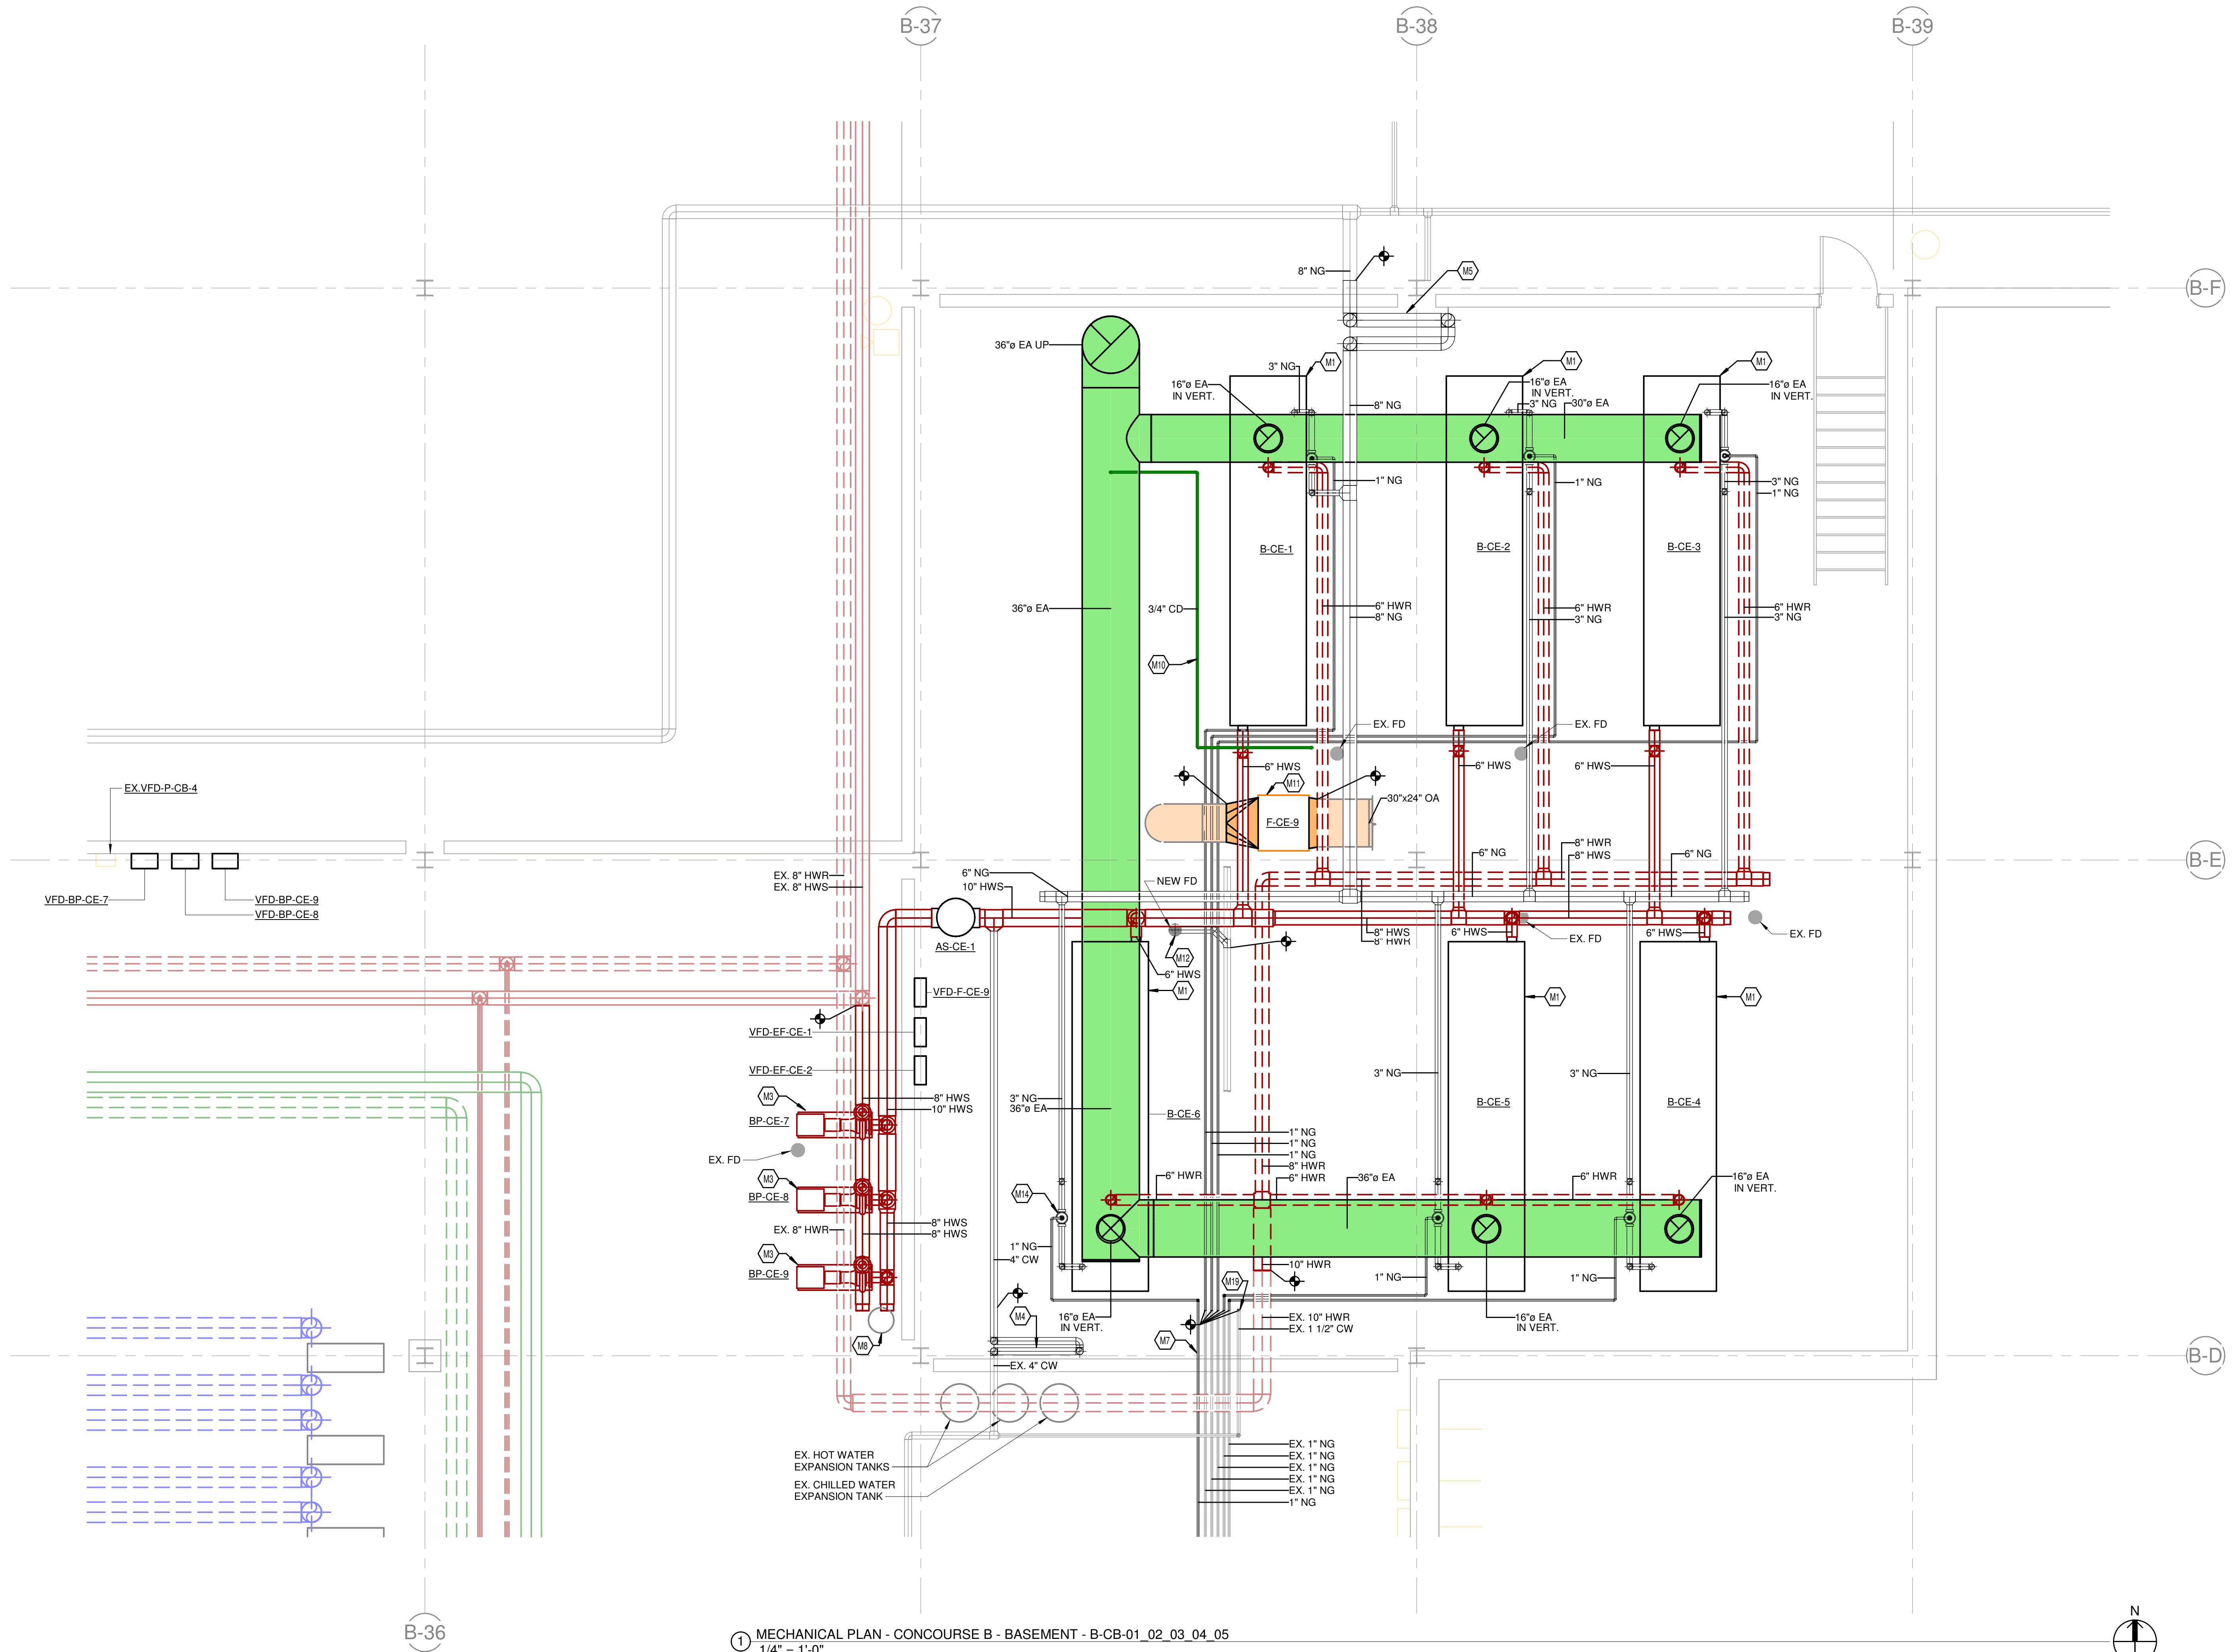 B-37
B-38
B-39
8" NG
M5
B-F
36"ø EA UP
3" NG
M1
M1
M1
16"ø EA
IN VERT.
16"ø EA
IN VERT.
3" NG
30"ø EA
16"ø EA
IN VERT.
8" NG
1" NG
1" NG
3" NG
1" NG
B-CE-1
B-CE-2
B-CE-3
36"ø EA
3/4" CD
6" HWR
8" NG
6" HWR
3" NG
6" HWR
3" NG
M10
EX. FD
EX. FD
6" HWS
6" HWS
6" HWS
M11
EX.VFD-P-CB-4
30"x24" OA
F-CE-9
B-E
8" HWR
8" HWS
6" NG
6" NG
EX. 8" HWR
EX. 8" HWS
6" NG
10" HWS
NEW FD
VFD-BP-CE-7
VFD-BP-CE-9
VFD-BP-CE-8
AS-CE-1
8" HWS
8" HWR
6" HWS
EX. FD
6" HWS
EX. FD
M12
6" HWS
VFD-F-CE-9
M1
M1
M1
VFD-EF-CE-1
VFD-EF-CE-2
3" NG
3" NG
M3
8" HWS
10" HWS
3" NG
36"ø EA
B-CE-6
B-CE-5
B-CE-4
BP-CE-7
EX. FD
1" NG
1" NG
1" NG
8" HWR
6" HWR
6" HWR
36"ø EA
6" HWR
16"ø EA
IN VERT.
M3
BP-CE-8
M14
EX. 8" HWR
8" HWS
8" HWS
1" NG
4" CW
M3
BP-CE-9
10" HWR
M19
1" NG
1" NG
M4
16"ø EA
IN VERT.
EX. 10" HWR
EX. 1 1/2" CW
16"ø EA
IN VERT.
M8
M7
B-D
EX. 4" CW
EX. HOT WATER
EXPANSION TANKS
EX. CHILLED WATER
EXPANSION TANK
EX. 1" NG
EX. 1" NG
EX. 1" NG
EX. 1" NG
EX. 1" NG
1" NG
B-36
N
1 MECHANICAL PLAN - CONCOURSE B - BASEMENT - B-CB-01_02_03_04_05
1/4" = 1'-0"